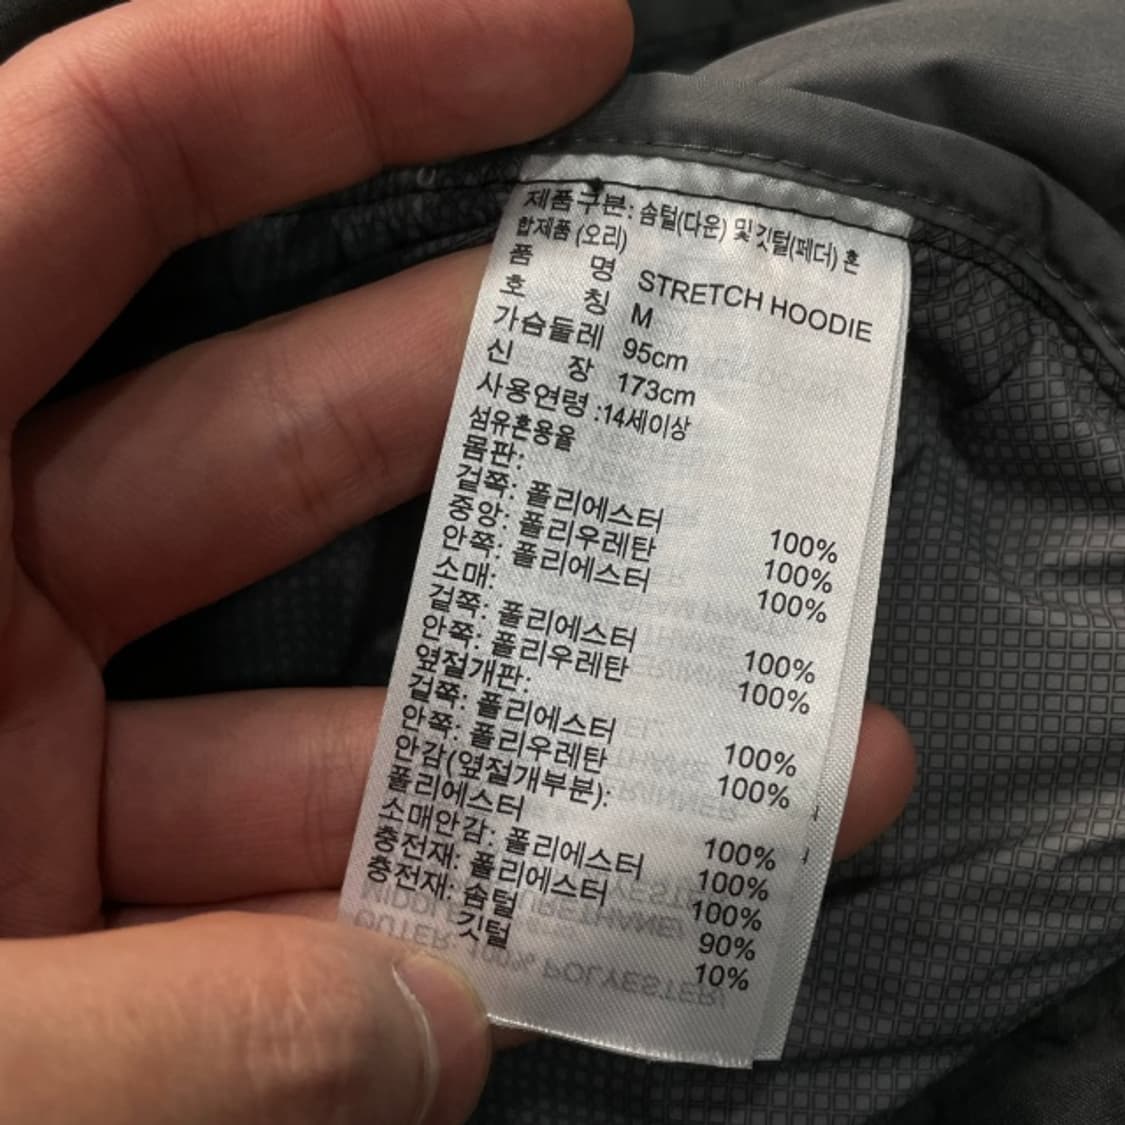 제품구분: 솜털(다운) 및 깃털(페더) 혼
합제품 (오리)
품 명 STRETCH HOODIE
호 칭 M
가슴둘레 95cm
신 장 173cm
사용연령 :14세이상
섬유혼용율
몸판:
겉쪽: 폴리에스터 100%
중앙: 폴리우레탄 100%
안쪽: 폴리에스터 100%
소매:
겉쪽: 폴리에스터 100%
안쪽: 폴리우레탄 100%
옆절개판:
겉쪽: 폴리에스터 100%
안쪽: 폴리우레탄 100%
안감(옆절개부분):
폴리에스터 100%
소매안감: 폴리에스터 100%
충전재: 폴리에스터 100%
충전재: 솜털 90%
깃털 10%